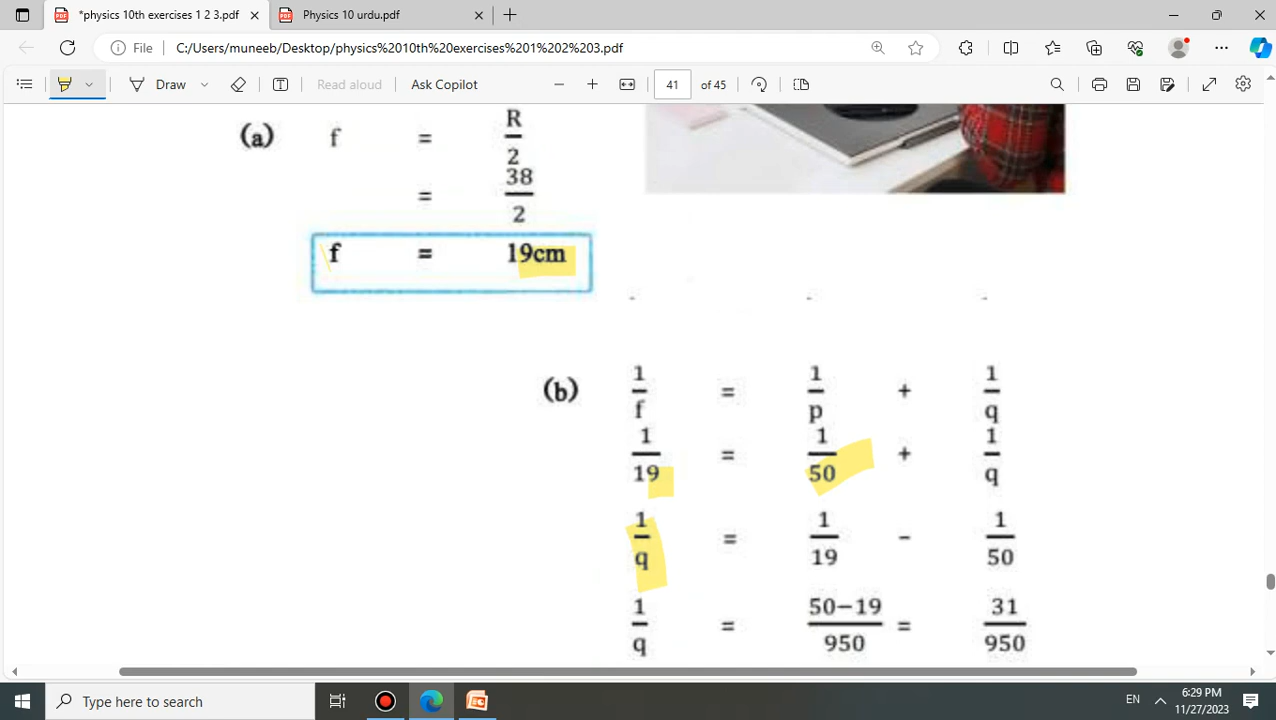 *physics 10th exercises 1 2 3.pdf
Physics 10 urdu.pdf
File C:/Users/muneeb/Desktop/physics%2010th%20exercises%201%202%203.pdf
Draw Read aloud Ask Copilot 41 of 45
(a) f = R/2
= 38/2
f = 19cm
(b) 1/f = 1/p + 1/q
1/19 = 1/50 + 1/q
1/q = 1/19 - 1/50
1/q = 50−19/950 = 31/950
Type here to search
EN
6:29 PM
11/27/2023